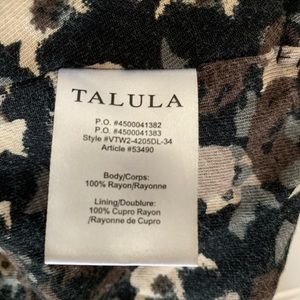 TALULA
P.O. #4500041382
P.O. #4500041383
Style #VTW2-4205DL-34
Article #53490
Body/Corps:
100% Rayon/Rayonne
Lining/Doublure:
100% Cupro Rayon/
Rayonne de Cupro